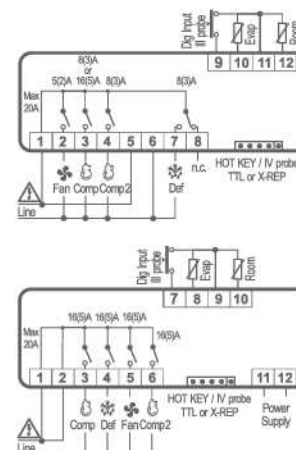 Dig Input
III probe
Evap
Room
9 10 11 12
8(3)A
or
5(2)A 16(5)A 8(3)A 8(3)A
Max
20A
1 2 3 4 5 6 7 8
n.c.
HOT KEY / IV probe
TTL or X-REP
Fan Comp Comp2 Def
Line
Dig Input
III probe
Evap
Room
7 8 9 10
16(5)A 16(5)A 16(5)A
16(5)A
Max
20A
1 2 3 4 5 6 11 12
HOT KEY / IV probe
TTL or X-REP
Power
Supply
Comp Def Fan Comp2
Line